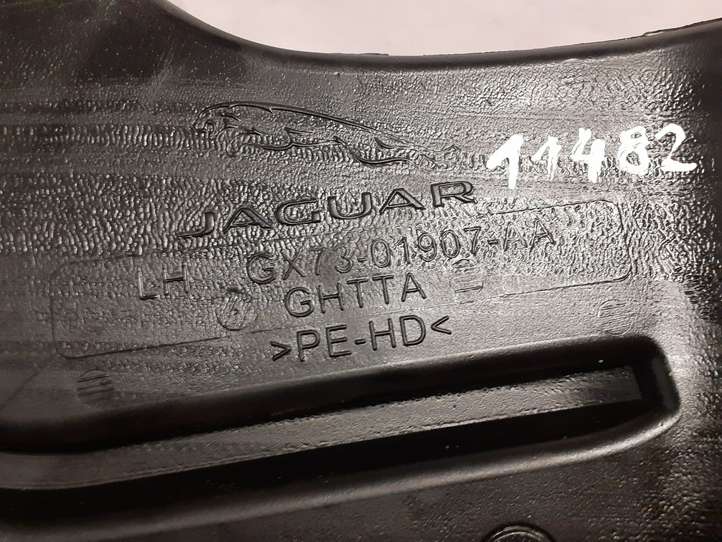 11482
JAGUAR
LH GX73-01907-AA
GHTTA
>PE-HD<